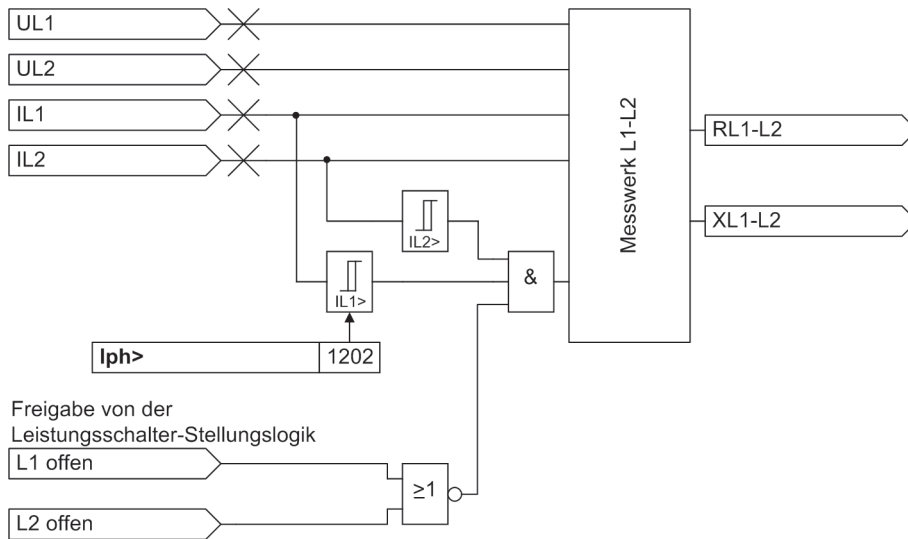 UL1
UL2
IL1
IL2
Messwerk L1-L2
RL1-L2
XL1-L2
IL2>
IL1>
&
Iph> 1202
Freigabe von der
Leistungsschalter-Stellungslogik
L1 offen
≥1
L2 offen